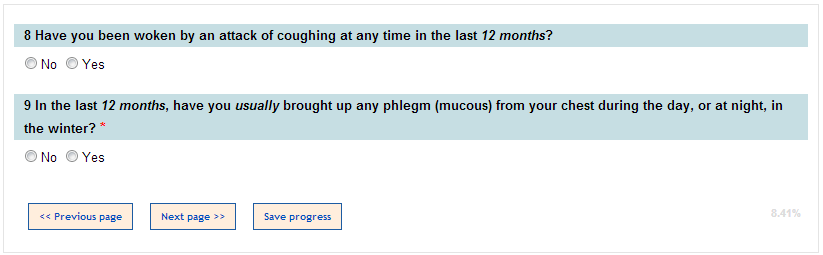 8 Have you been woken by an attack of coughing at any time in the last 12 months?
No Yes
9 In the last 12 months, have you usually brought up any phlegm (mucous) from your chest during the day, or at night, in
the winter? *
No Yes
<< Previous page Next page >> Save progress 8.41%